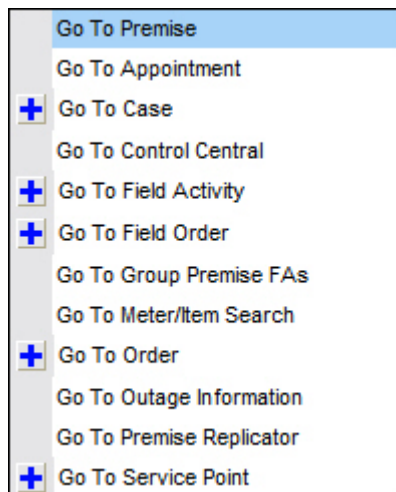 Go To Premise
Go To Appointment
Go To Case
Go To Control Central
Go To Field Activity
Go To Field Order
Go To Group Premise FAs
Go To Meter/Item Search
Go To Order
Go To Outage Information
Go To Premise Replicator
Go To Service Point